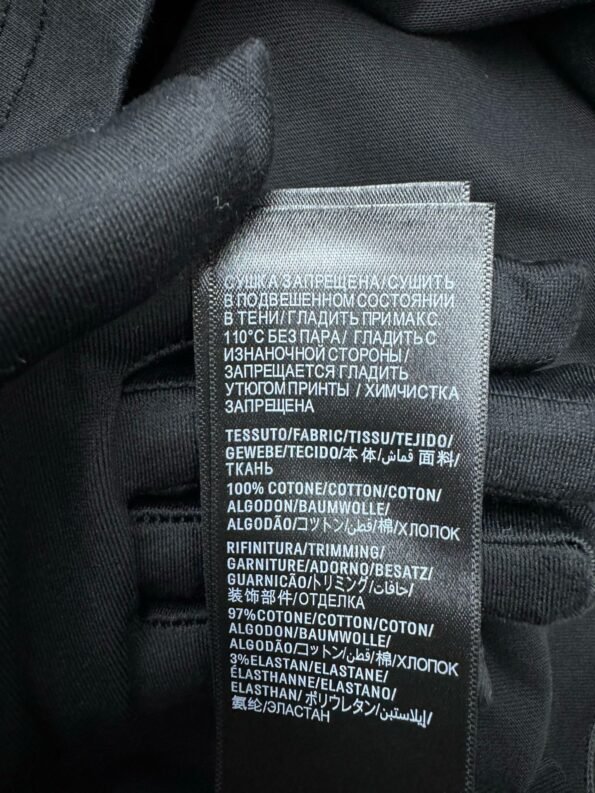 СУШКА ЗАПРЕЩЕНА/СУШИТЬ
В ПОДВЕШЕННОМ СОСТОЯНИИ
В ТЕНИ/ГЛАДИТЬ ПРИ МАКС.
110°С БЕЗ ПАРА/ ГЛАДИТЬ С
ИЗНАНОЧНОЙ СТОРОНЫ/
ЗАПРЕЩАЕТСЯ ГЛАДИТЬ
УТЮГОМ ПРИНТЫ / ХИМЧИСТКА
ЗАПРЕЩЕНА
TESSUTO/FABRIC/TISSU/TEJIDO/
GEWEBE/TECIDO/本体/قماش 面料/
ТКАНЬ
100% COTONE/COTTON/COTON/
ALGODON/BAUMWOLLE/
ALGODÃO/コットン/قطن/棉/ХЛОПОК
RIFINITURA/TRIMMING/
GARNITURE/ADORNO/BESATZ/
GUARNICÃO/トリミング/حافات/
装饰部件/ОТДЕЛКА
97%COTONE/COTTON/COTON/
ALGODON/BAUMWOLLE/
ALGODÃO/コットン/قطن/棉/ХЛОПОК
3%ELASTAN/ELASTANE/
ÉLASTHANNE/ELASTANO/
ELASTHAN/ポリウレタン/إيلاستين/
氨纶/ЭЛАСТАН